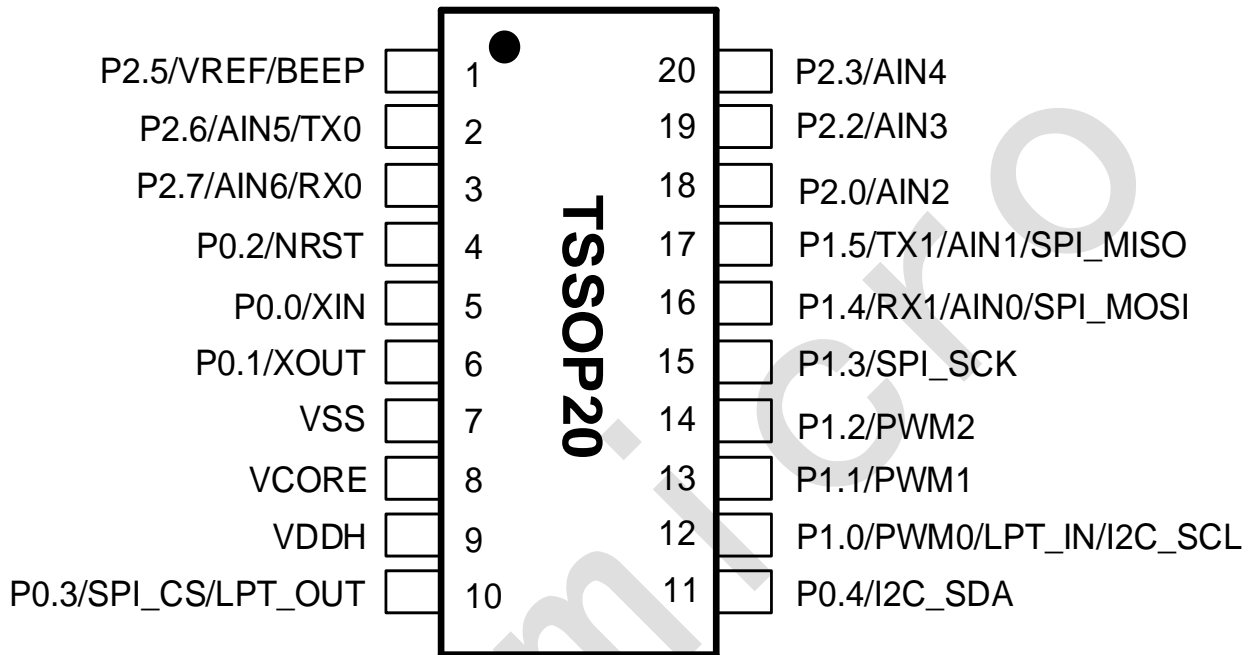 P2.5/VREF/BEEP 1 20 P2.3/AIN4
P2.6/AIN5/TX0 2 19 P2.2/AIN3
P2.7/AIN6/RX0 3 18 P2.0/AIN2
P0.2/NRST 4 17 P1.5/TX1/AIN1/SPI_MISO
P0.0/XIN 5 16 P1.4/RX1/AIN0/SPI_MOSI
P0.1/XOUT 6 15 P1.3/SPI_SCK
VSS 7 14 P1.2/PWM2
VCORE 8 13 P1.1/PWM1
VDDH 9 12 P1.0/PWM0/LPT_IN/I2C_SCL
P0.3/SPI_CS/LPT_OUT 10 11 P0.4/I2C_SDA
TSSOP20
micro